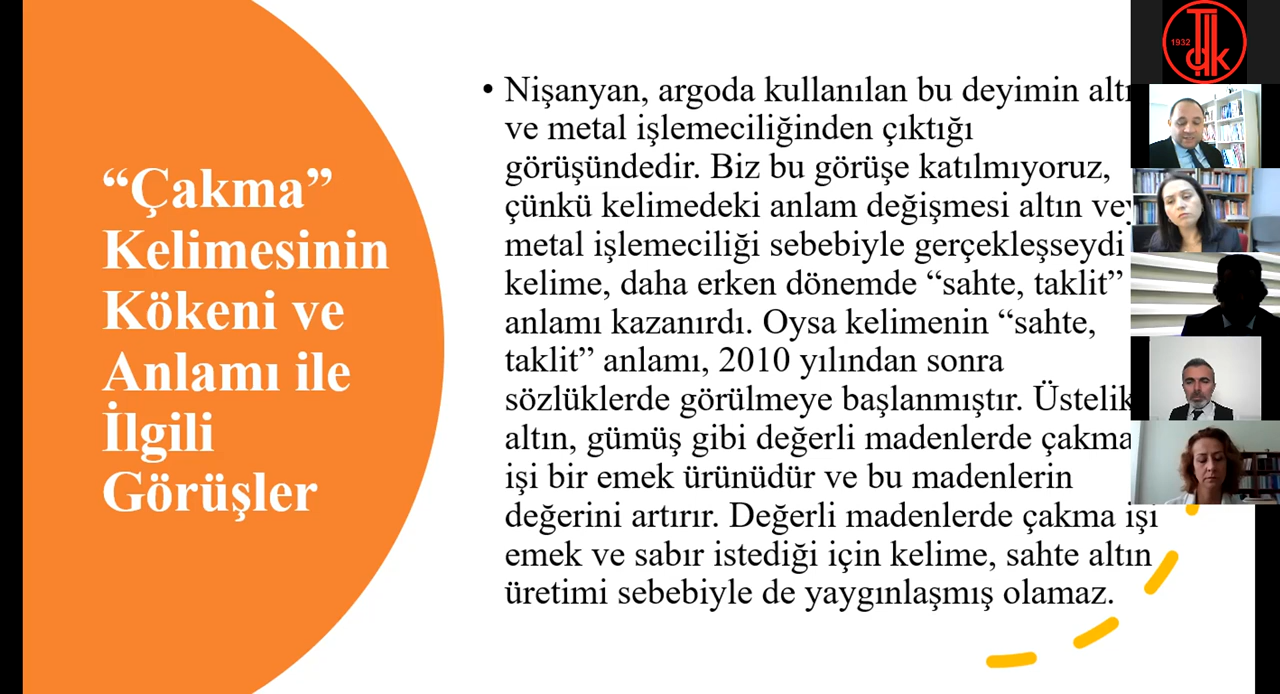 “Çakma”
Kelimesinin
Kökeni ve
Anlamı ile
İlgili
Görüşler
• Nişanyan, argoda kullanılan bu deyimin
ve metal işlemeciliğinden çıktığı
görüşündedir. Biz bu görüşe katılmıyoruz,
çünkü kelimedeki anlam değişmesi altın
metal işlemeciliği sebebiyle gerçekleşseydi
kelime, daha erken dönemde “sahte, taklit”
anlamı kazanırdı. Oysa kelimenin “sahte,
taklit” anlamı, 2010 yılından sonra
sözlüklerde görülmeye başlanmıştır. Üstelik
altın, gümüş gibi değerli madenlerde çakma
işi bir emek ürünüdür ve bu madenlerin
değerini artırır. Değerli madenlerde çakma işi
emek ve sabır istediği için kelime, sahte altın
üretimi sebebiyle de yaygınlaşmış olamaz.
1932